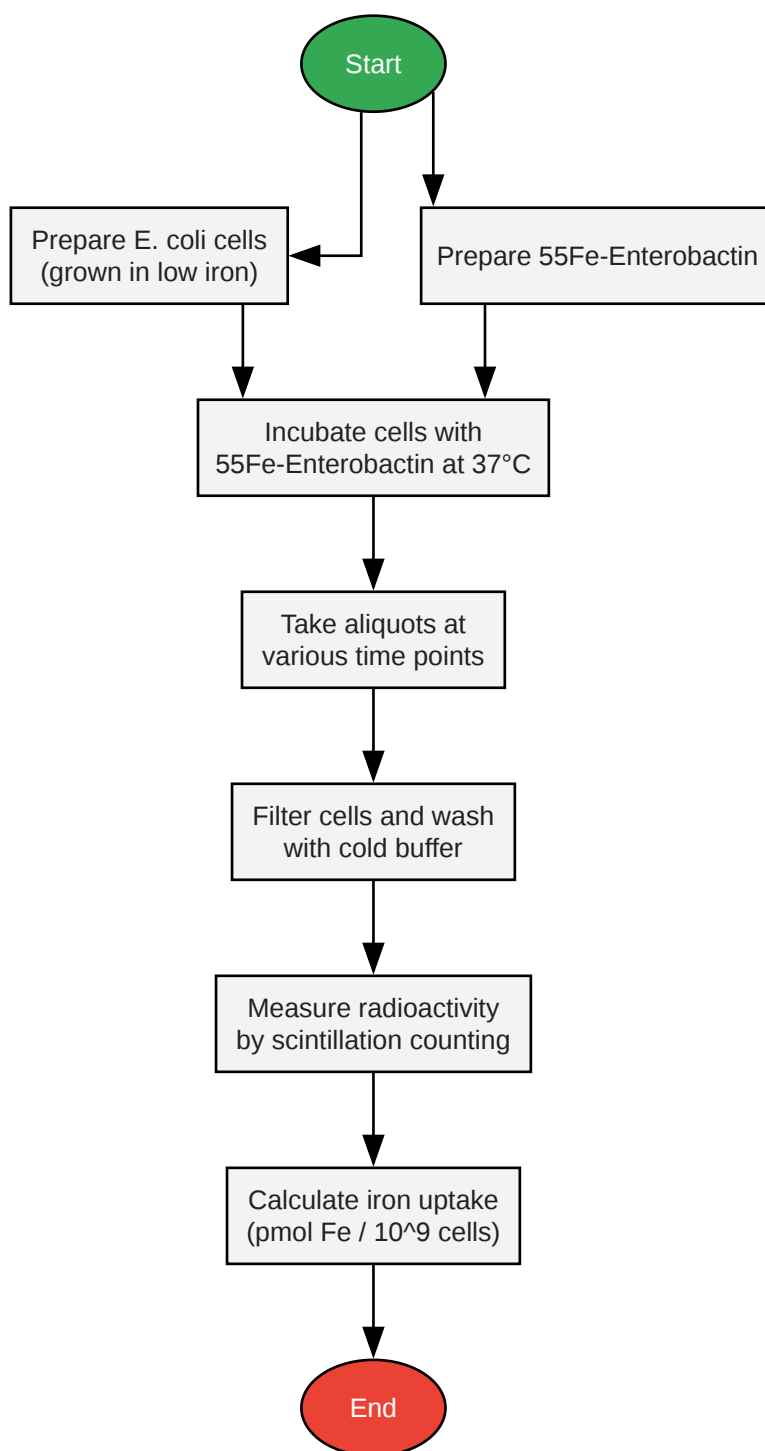 Start
Prepare E. coli cells
(grown in low iron)
Prepare 55Fe-Enterobactin
Incubate cells with
55Fe-Enterobactin at 37°C
Take aliquots at
various time points
Filter cells and wash
with cold buffer
Measure radioactivity
by scintillation counting
Calculate iron uptake
(pmol Fe / 10^9 cells)
End